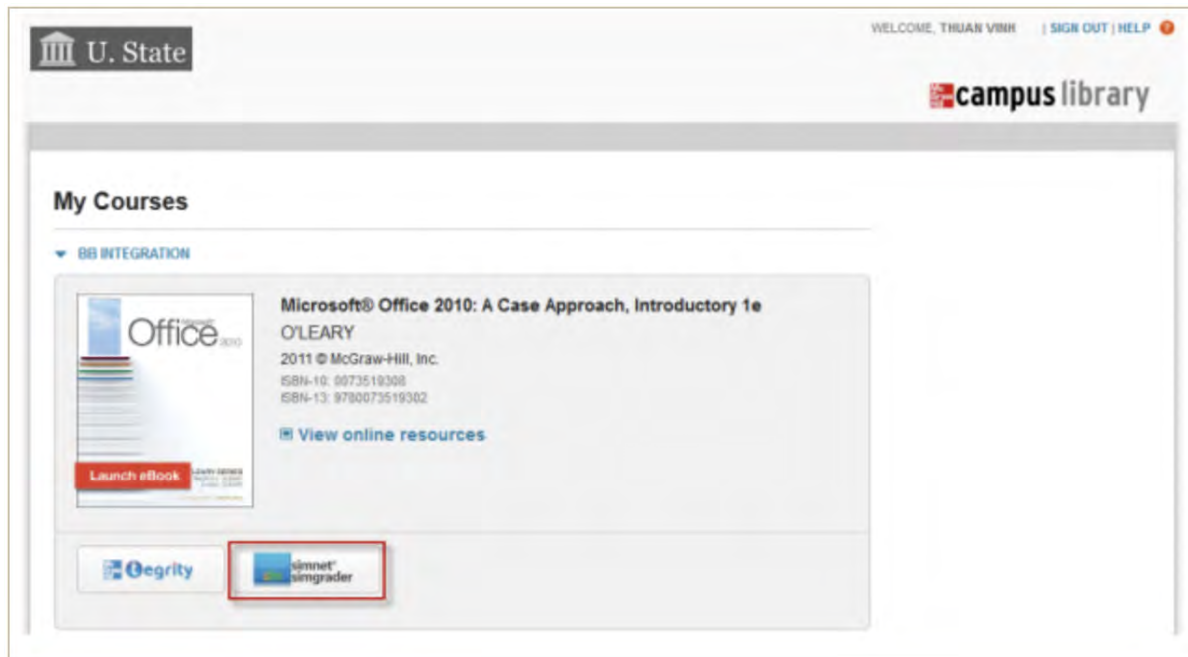 WELCOME, THUAN VINH | SIGN OUT | HELP ?
U. State
campus library
My Courses
BB INTEGRATION
Microsoft® Office 2010: A Case Approach, Introductory 1e
O'LEARY
2011 © McGraw-Hill, Inc.
ISBN-10: 0073519308
ISBN-13: 9780073519302
View online resources
Microsoft
Office 2010
Launch eBook
tegrity
simnet®
simgrader